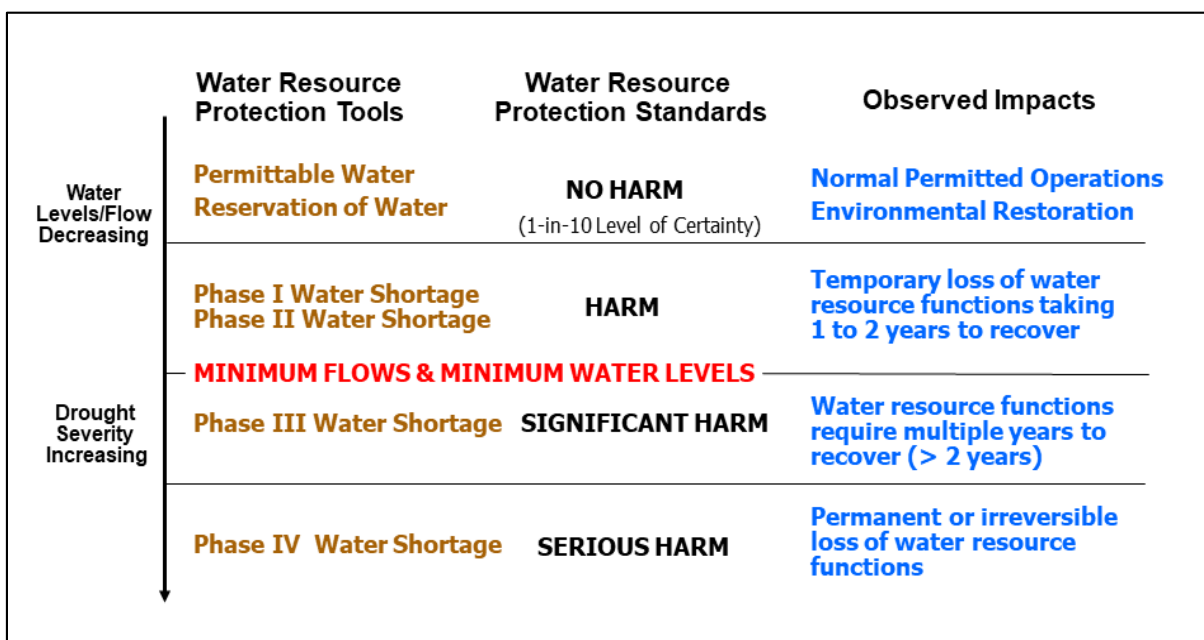 Water Resource
Protection Tools
Water Resource
Protection Standards
Observed Impacts
Water
Levels/Flow
Decreasing
Permittable Water
Reservation of Water
NO HARM
(1-in-10 Level of Certainty)
Normal Permitted Operations
Environmental Restoration
Phase I Water Shortage
Phase II Water Shortage
HARM
Temporary loss of water
resource functions taking
1 to 2 years to recover
MINIMUM FLOWS & MINIMUM WATER LEVELS
Drought
Severity
Increasing
Phase III Water Shortage
SIGNIFICANT HARM
Water resource functions
require multiple years to
recover (> 2 years)
Phase IV Water Shortage
SERIOUS HARM
Permanent or irreversible
loss of water resource
functions